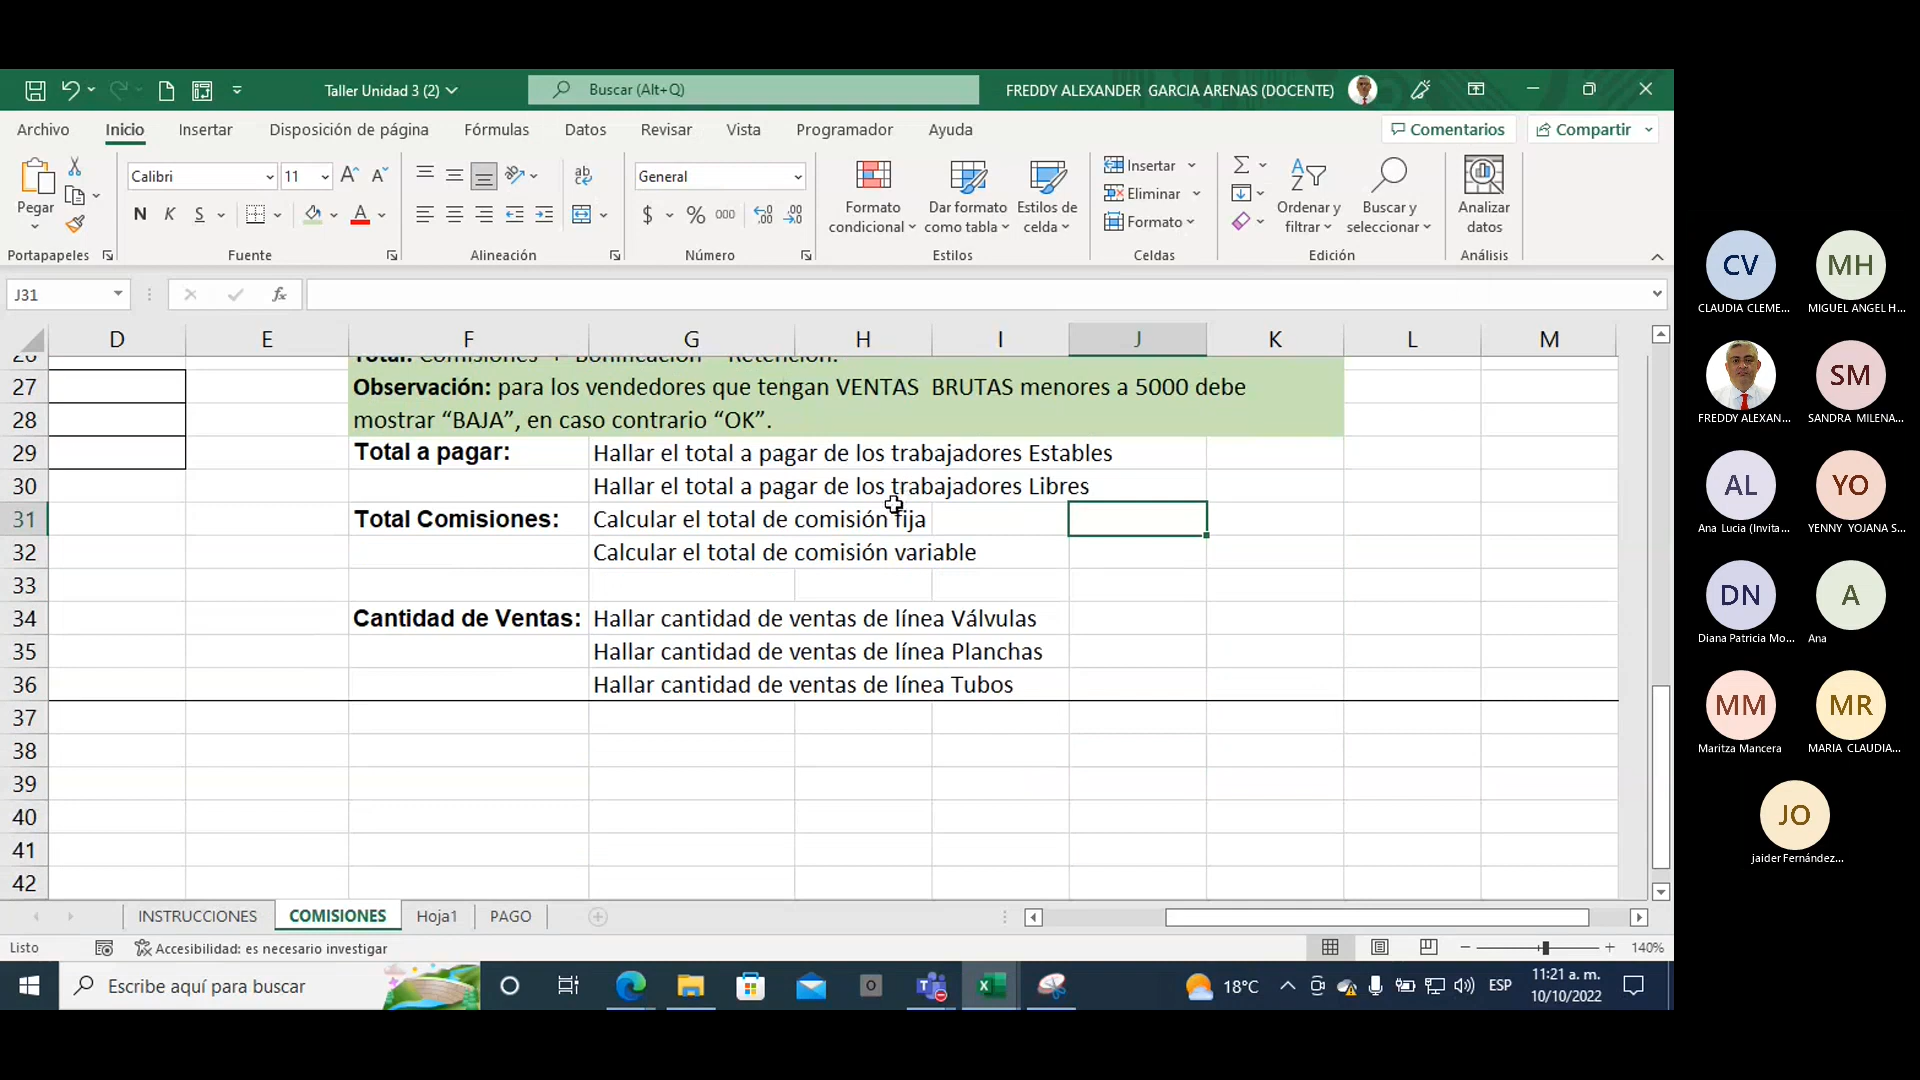 Taller Unidad 3 (2)
Buscar (Alt+Q)
FREDDY ALEXANDER GARCIA ARENAS (DOCENTE)
Archivo Inicio Insertar Disposición de página Fórmulas Datos Revisar Vista Programador Ayuda
Comentarios Compartir
Pegar
Calibri 11
N K S
General
$ % 000
Formato condicional
Dar formato como tabla
Estilos de celda
Insertar
Eliminar
Formato
Ordenar y filtrar
Buscar y seleccionar
Analizar datos
Portapapeles Fuente Alineación Número Estilos Celdas Edición Análisis
J31 fx
D E F G H I J K L M
26 Total: Comisiones + Bonificación – Retención.
27 Observación: para los vendedores que tengan VENTAS BRUTAS menores a 5000 debe
28 mostrar “BAJA”, en caso contrario “OK”.
29 Total a pagar: Hallar el total a pagar de los trabajadores Estables
30 Hallar el total a pagar de los trabajadores Libres
31 Total Comisiones: Calcular el total de comisión fija
32 Calcular el total de comisión variable
33
34 Cantidad de Ventas: Hallar cantidad de ventas de línea Válvulas
35 Hallar cantidad de ventas de línea Planchas
36 Hallar cantidad de ventas de línea Tubos
37
38
39
40
41
42
INSTRUCCIONES COMISIONES Hoja1 PAGO
Listo Accesibilidad: es necesario investigar 140%
Escribe aquí para buscar
18°C ESP
11:21 a. m.
10/10/2022
CV MH
CLAUDIA CLEME... MIGUEL ANGEL H...
SM
FREDDY ALEXAN... SANDRA MILENA...
AL YO
Ana Lucia (Invita... YENNY YOJANA S...
DN A
Diana Patricia Mo... Ana
MM MR
Maritza Mancera MARIA CLAUDIA...
JO
jaider Fernández...